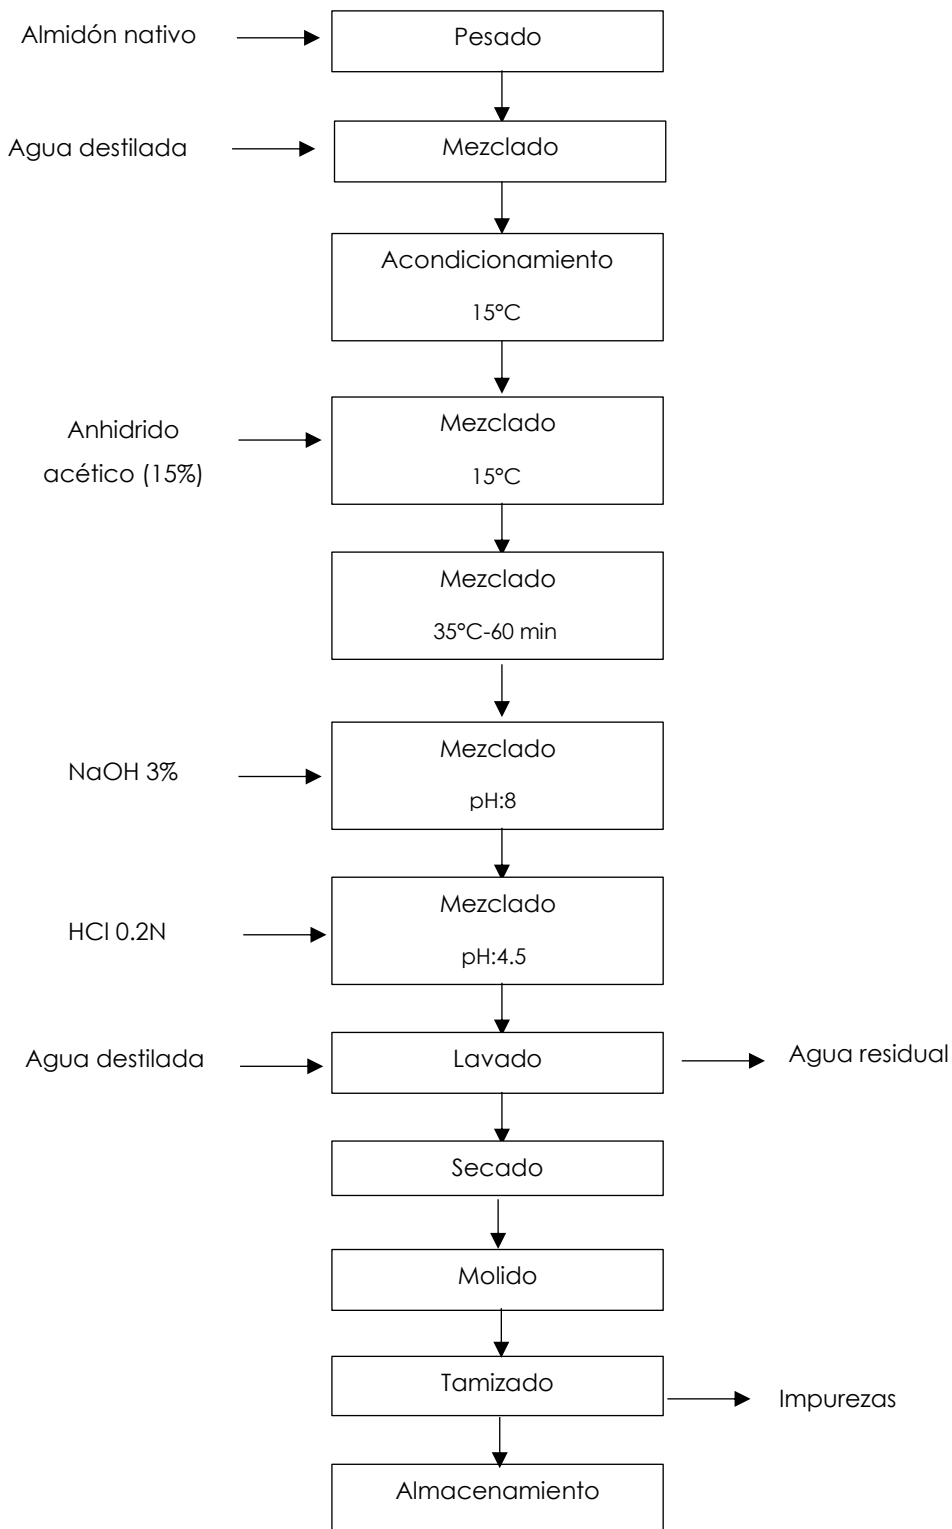 Almidón nativo
Pesado
Agua destilada
Mezclado
Acondicionamiento
15°C
Anhidrido
acético (15%)
Mezclado
15°C
Mezclado
35°C-60 min
NaOH 3%
Mezclado
pH:8
HCl 0.2N
Mezclado
pH:4.5
Agua destilada
Lavado
Agua residual
Secado
Molido
Tamizado
Impurezas
Almacenamiento